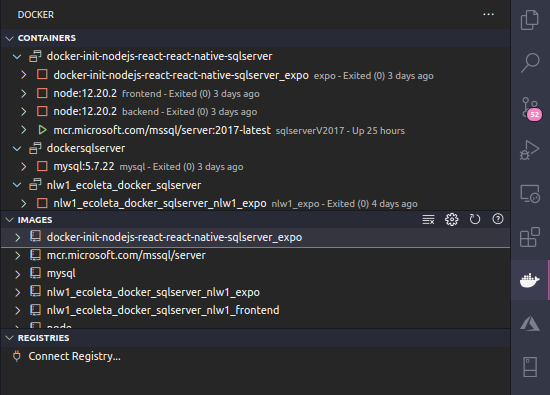 DOCKER
CONTAINERS
docker-init-nodejs-react-react-native-sqlserver
docker-init-nodejs-react-react-native-sqlserver_expo expo - Exited (0) 3 days ago
node:12.20.2 frontend - Exited (0) 3 days ago
node:12.20.2 backend - Exited (0) 3 days ago
mcr.microsoft.com/mssql/server:2017-latest sqlserverV2017 - Up 25 hours
dockersqlserver
mysql:5.7.22 mysql - Exited (0) 3 days ago
nlw1_ecoleta_docker_sqlserver
nlw1_ecoleta_docker_sqlserver_nlw1_expo nlw1_expo - Exited (0) 4 days ago
52
IMAGES
docker-init-nodejs-react-react-native-sqlserver_expo
mcr.microsoft.com/mssql/server
mysql
nlw1_ecoleta_docker_sqlserver_nlw1_expo
nlw1_ecoleta_docker_sqlserver_nlw1_frontend
node
REGISTRIES
Connect Registry...